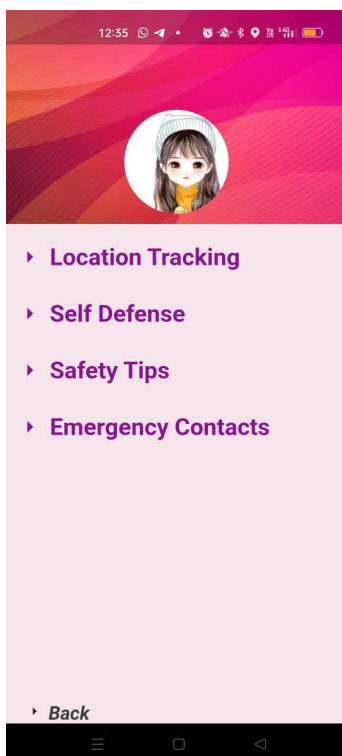 12:35
Location Tracking
Self Defense
Safety Tips
Emergency Contacts
Back